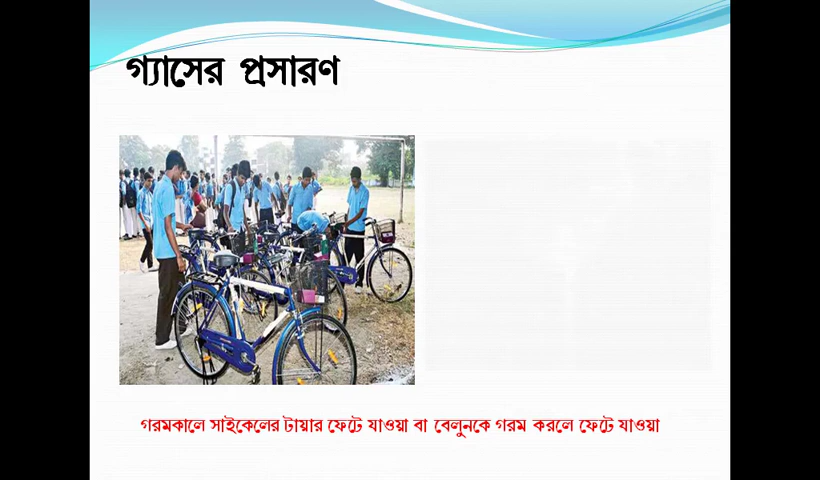 গ্যাসের প্রসারণ
গরমকালে সাইকেলের টায়ার ফেটে যাওয়া বা বেলুনকে গরম করলে ফেটে যাওয়া